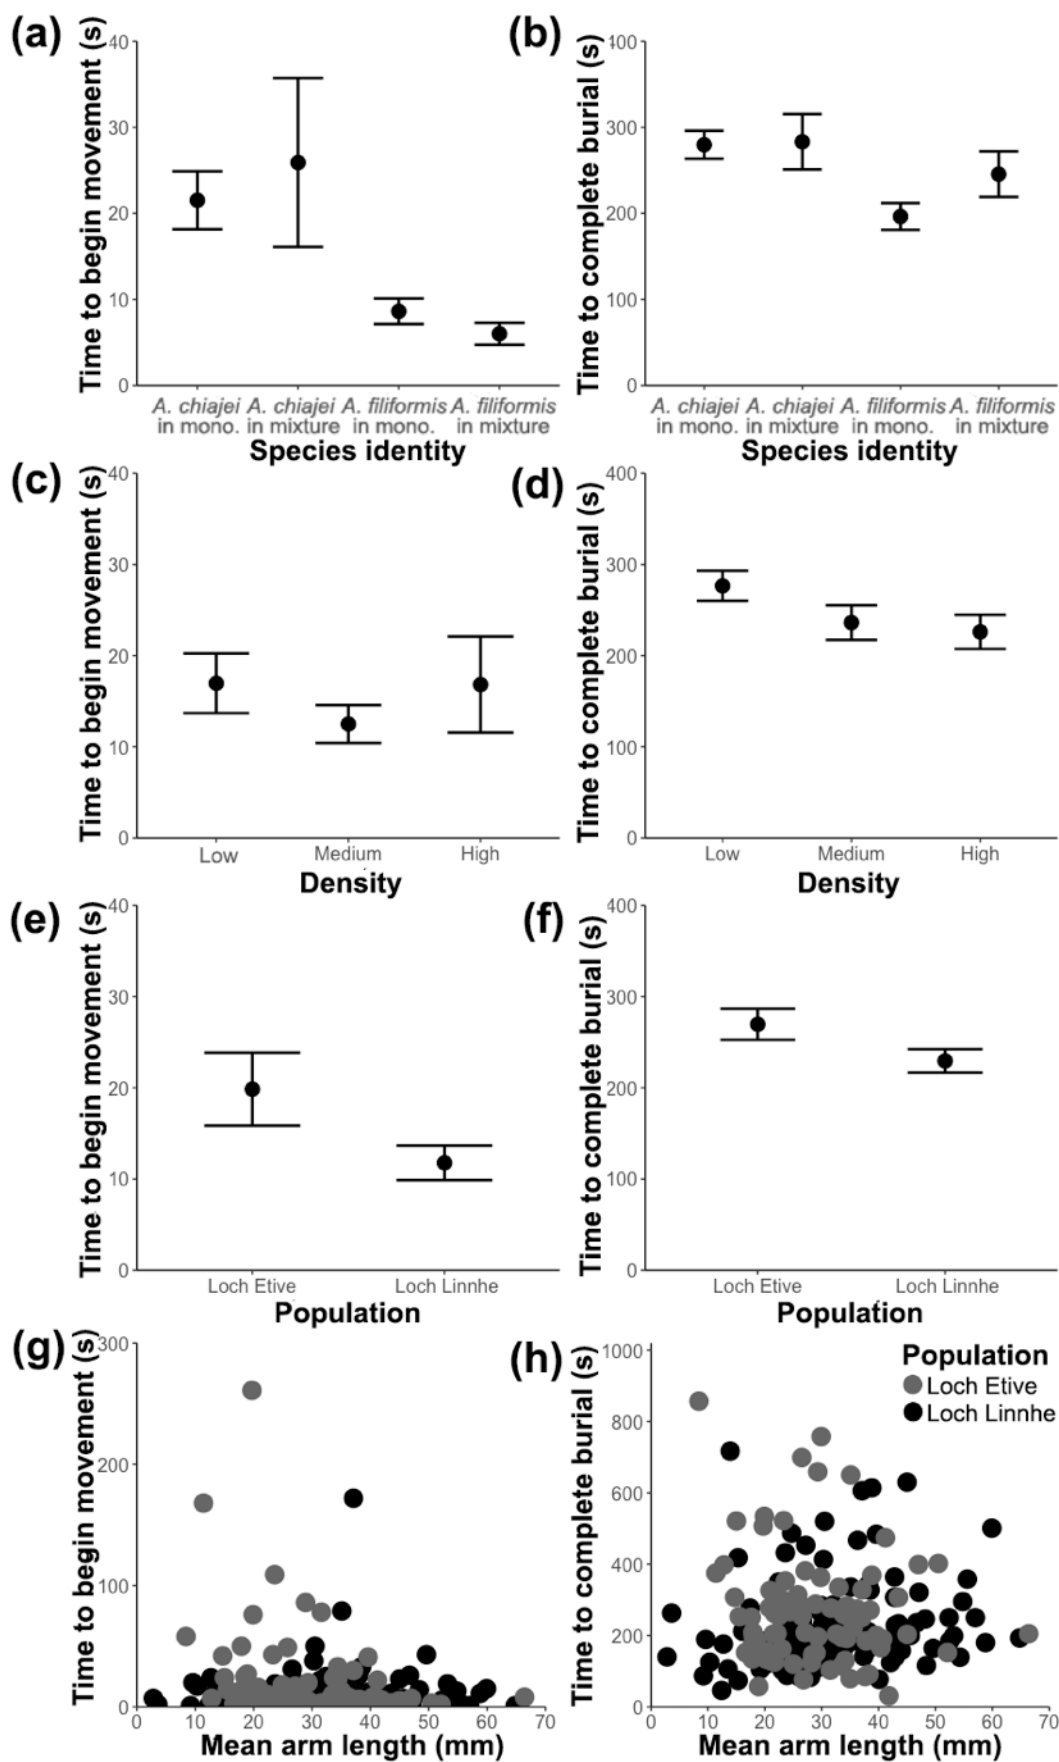 (a)
Time to begin movement (s)
40
30
20
10
0
A. chiajei A. chiajei A. filiformis A. filiformis
in mono. in mixture in mono. in mixture
Species identity
(b)
Time to complete burial (s)
400
300
200
100
0
A. chiajei A. chiajei A. filiformis A. filiformis
in mono. in mixture in mono. in mixture
Species identity
(c)
Time to begin movement (s)
40
30
20
10
0
Low Medium High
Density
(d)
Time to complete burial (s)
400
300
200
100
0
Low Medium High
Density
(e)
Time to begin movement (s)
40
30
20
10
0
Loch Etive Loch Linnhe
Population
(f)
Time to complete burial (s)
400
300
200
100
0
Loch Etive Loch Linnhe
Population
(g)
Time to begin movement (s)
300
200
100
0
0 10 20 30 40 50 60 70
Mean arm length (mm)
(h)
Time to complete burial (s)
1000
800
600
400
200
0
Population
Loch Etive
Loch Linnhe
0 10 20 30 40 50 60 70
Mean arm length (mm)